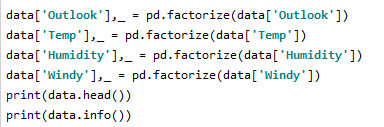 data['Outlook'],_ = pd.factorize(data['Outlook'])
data['Temp'],_ = pd.factorize(data['Temp'])
data['Humidity'],_ = pd.factorize(data['Humidity'])
data['Windy'],_ = pd.factorize(data['Windy'])
print(data.head())
print(data.info())